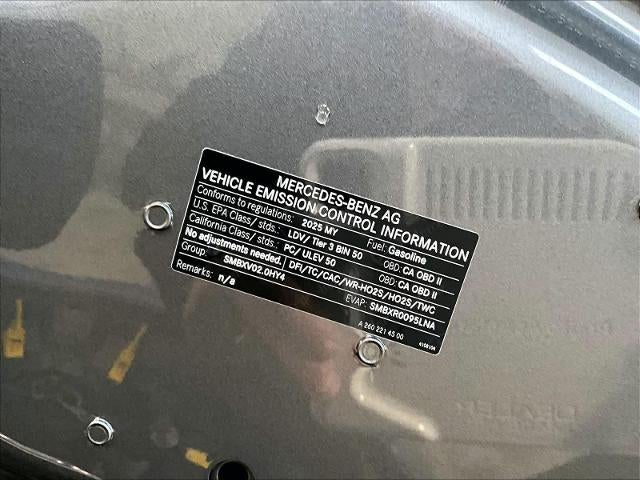 MERCEDES-BENZ AG
VEHICLE EMISSION CONTROL INFORMATION
Conforms to regulations: 2025 MY Fuel: Gasoline
U.S. EPA Class/ stds.: LDV/ Tier 3 BIN 50 OBD: CA OBD II
California Class/ stds.: PC/ ULEV 50 OBD: CA OBD II
No adjustments needed. DFI/TC/CAC/WR-HO2S/HO2S/TWC
Group: SMBXV02.0HY4 EVAP: SMBXR0095LNA
Remarks: n/a
A 260 221 45 00